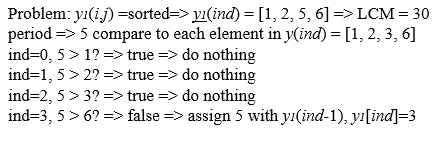 Problem: y1(i,j) =sorted=> y1(ind) = [1, 2, 5, 6] => LCM = 30
period => 5 compare to each element in y(ind) = [1, 2, 3, 6]
ind=0, 5 > 1? => true => do nothing
ind=1, 5 > 2? => true => do nothing
ind=2, 5 > 3? => true => do nothing
ind=3, 5 > 6? => false => assign 5 with y1(ind-1), y1[ind]=3